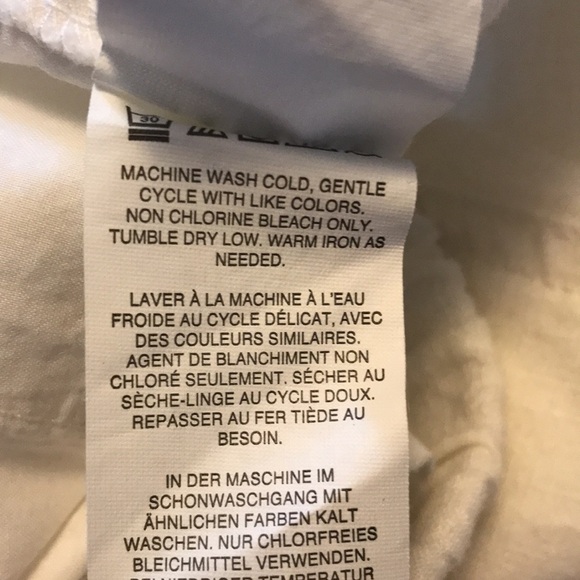 30
MACHINE WASH COLD, GENTLE
CYCLE WITH LIKE COLORS.
NON CHLORINE BLEACH ONLY.
TUMBLE DRY LOW. WARM IRON AS
NEEDED.
LAVER À LA MACHINE À L'EAU
FROIDE AU CYCLE DÉLICAT, AVEC
DES COULEURS SIMILAIRES.
AGENT DE BLANCHIMENT NON
CHLORÉ SEULEMENT. SÉCHER AU
SÈCHE-LINGE AU CYCLE DOUX.
REPASSER AU FER TIÈDE AU
BESOIN.
IN DER MASCHINE IM
SCHONWASCHGANG MIT
ÄHNLICHEN FARBEN KALT
WASCHEN. NUR CHLORFREIES
BLEICHMITTEL VERWENDEN.
TEMPERATUR